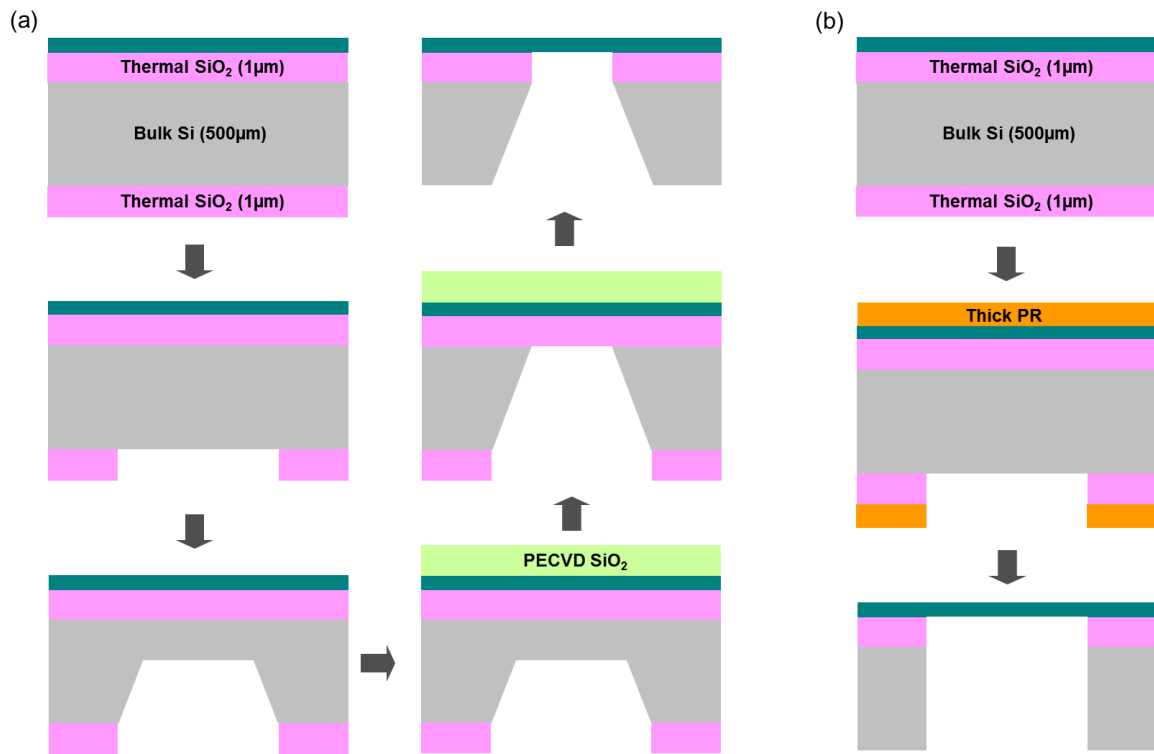 (a)
Thermal SiO₂ (1μm)
Bulk Si (500μm)
Thermal SiO₂ (1μm)
PECVD SiO₂
(b)
Thermal SiO₂ (1μm)
Bulk Si (500μm)
Thermal SiO₂ (1μm)
Thick PR